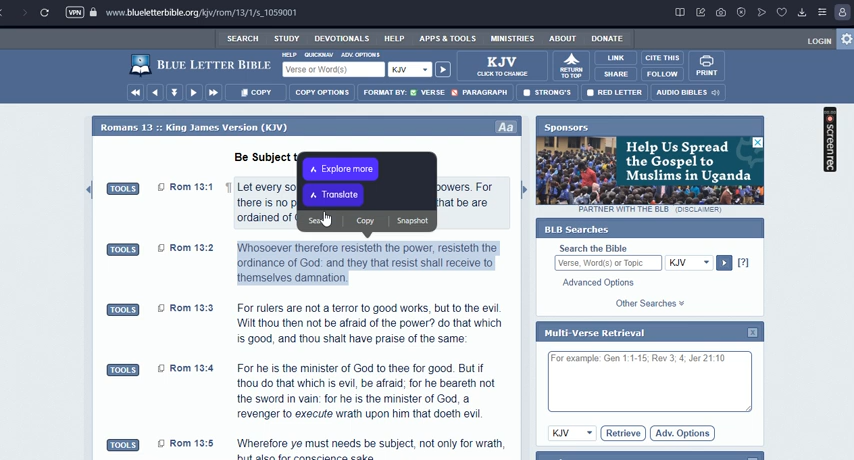 VPN www.blueletterbible.org/kjv/rom/13/1/s_1059001
SEARCH STUDY DEVOTIONALS HELP APPS & TOOLS MINISTRIES ABOUT DONATE LOGIN
BLUE LETTER BIBLE
HELP QUICKNAV ADV. OPTIONS
Verse or Word(s) KJV
KJV
CLICK TO CHANGE
RETURN
TO TOP
LINK CITE THIS
SHARE FOLLOW
PRINT
COPY COPY OPTIONS FORMAT BY: VERSE PARAGRAPH STRONG'S RED LETTER AUDIO BIBLES
Romans 13 :: King James Version (KJV) Aa
Be Subject t
Explore more
Translate
Copy Snapshot
TOOLS Rom 13:1 ¶ Let every so powers. For
there is no p that be are
ordained of
TOOLS Rom 13:2 Whosoever therefore resisteth the power, resisteth the
ordinance of God: and they that resist shall receive to
themselves damnation.
TOOLS Rom 13:3 For rulers are not a terror to good works, but to the evil.
Wilt thou then not be afraid of the power? do that which
is good, and thou shalt have praise of the same:
TOOLS Rom 13:4 For he is the minister of God to thee for good. But if
thou do that which is evil, be afraid; for he beareth not
the sword in vain: for he is the minister of God, a
revenger to execute wrath upon him that doeth evil.
TOOLS Rom 13:5 Wherefore ye must needs be subject, not only for wrath,
but also for conscience sake.
Sponsors
Help Us Spread
the Gospel to
Muslims in Uganda
PARTNER WITH THE BLB (DISCLAIMER)
BLB Searches
Search the Bible
Verse, Word(s) or Topic KJV [?]
Advanced Options
Other Searches
Multi-Verse Retrieval
For example: Gen 1:1-15; Rev 3; 4; Jer 21:10
KJV Retrieve Adv. Options
screenrec